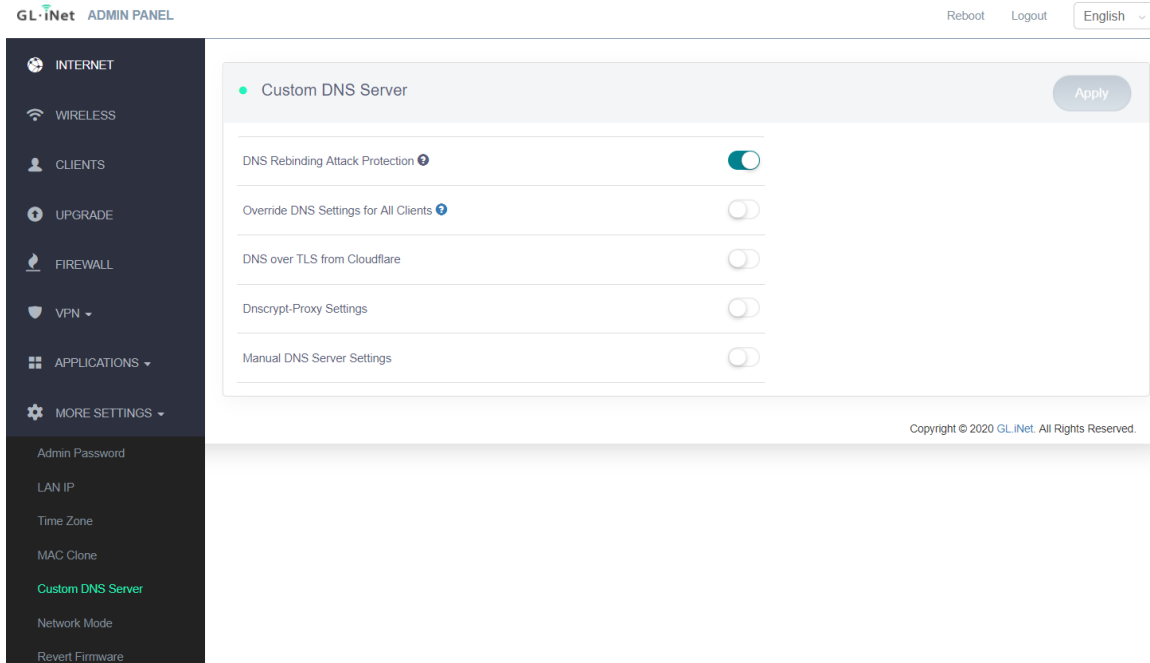 GL·iNet ADMIN PANEL
Reboot Logout English
INTERNET
WIRELESS
CLIENTS
UPGRADE
FIREWALL
VPN
APPLICATIONS
MORE SETTINGS
Admin Password
LAN IP
Time Zone
MAC Clone
Custom DNS Server
Network Mode
Revert Firmware
Custom DNS Server
Apply
DNS Rebinding Attack Protection ?
Override DNS Settings for All Clients ?
DNS over TLS from Cloudflare
Dnscrypt-Proxy Settings
Manual DNS Server Settings
Copyright © 2020 GL.iNet. All Rights Reserved.